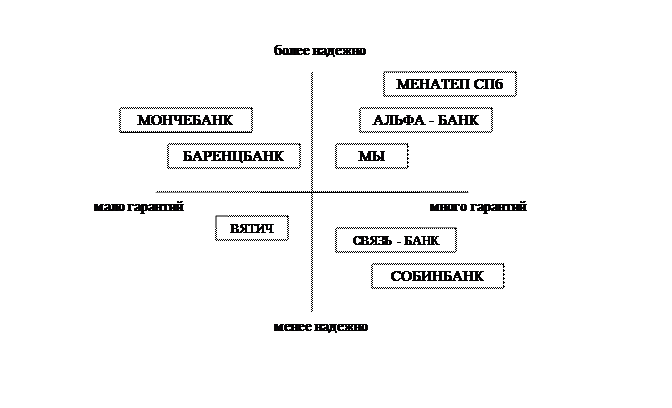 более надежно
МЕНАТЕП СПб
МОНЧЕБАНК
АЛЬФА - БАНК
БАРЕНЦБАНК
МЫ
мало гарантий
много гарантий
ВЯТИЧ
СВЯЗЬ - БАНК
СОБИНБАНК
менее надежно